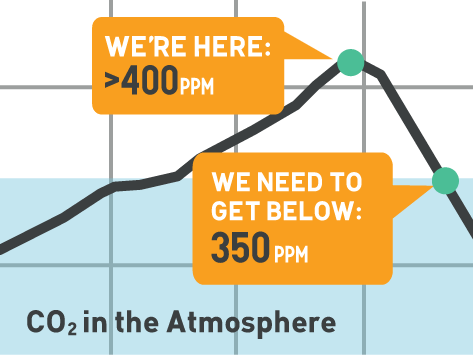 WE'RE HERE:
>400PPM
WE NEED TO
GET BELOW:
350 PPM
CO₂ in the Atmosphere